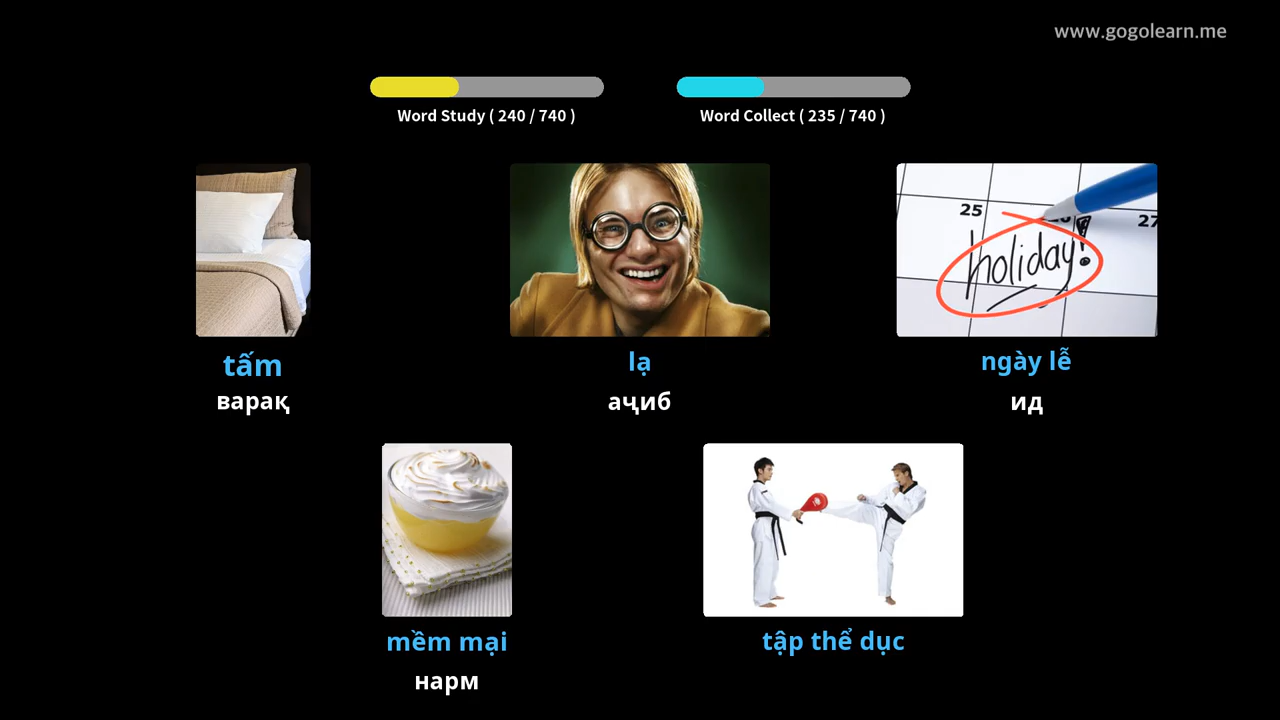 www.gogolearn.me
Word Study ( 240 / 740 )
Word Collect ( 235 / 740 )
25
27
holiday!
tấm
варақ
lạ
аҷиб
ngày lễ
ид
mềm mại
нарм
tập thể dục